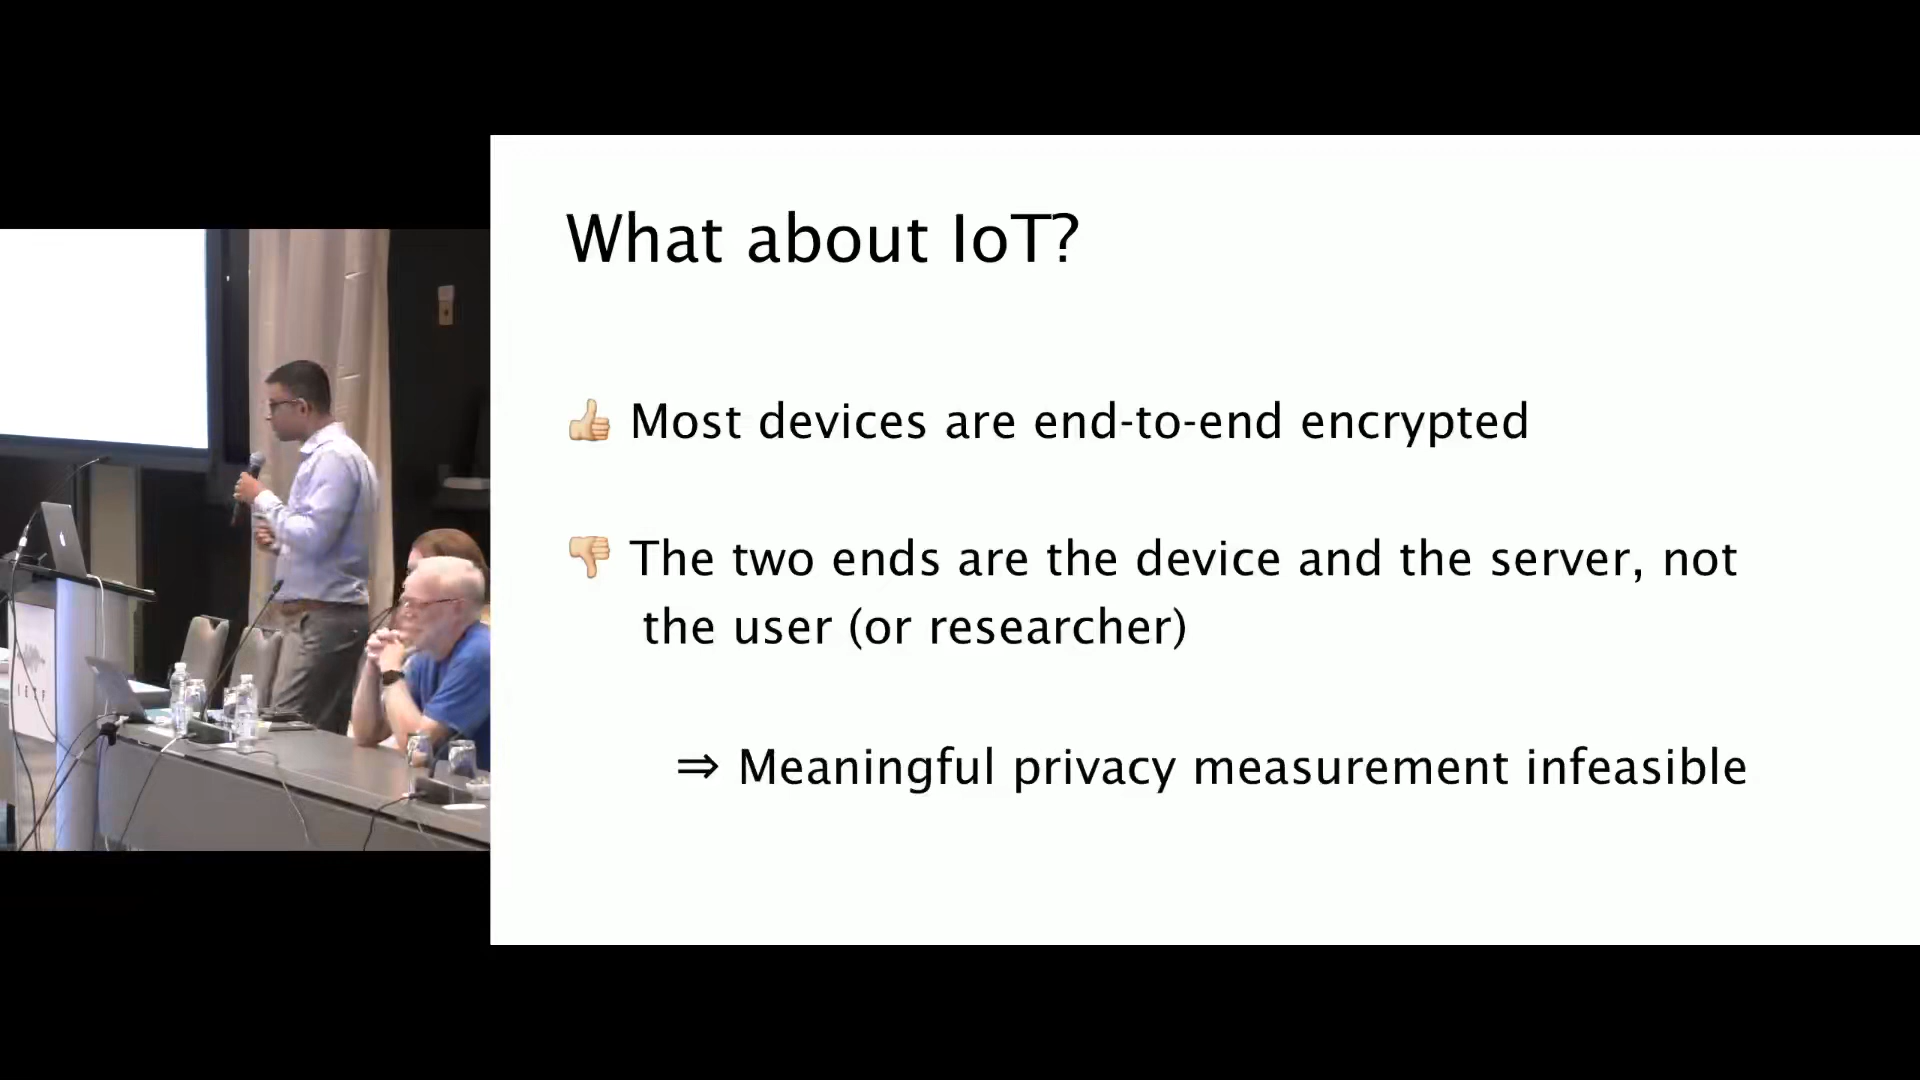 What about IoT?
👍🏼 Most devices are end-to-end encrypted
👎🏼 The two ends are the device and the server, not
the user (or researcher)
⇒ Meaningful privacy measurement infeasible
I E T F